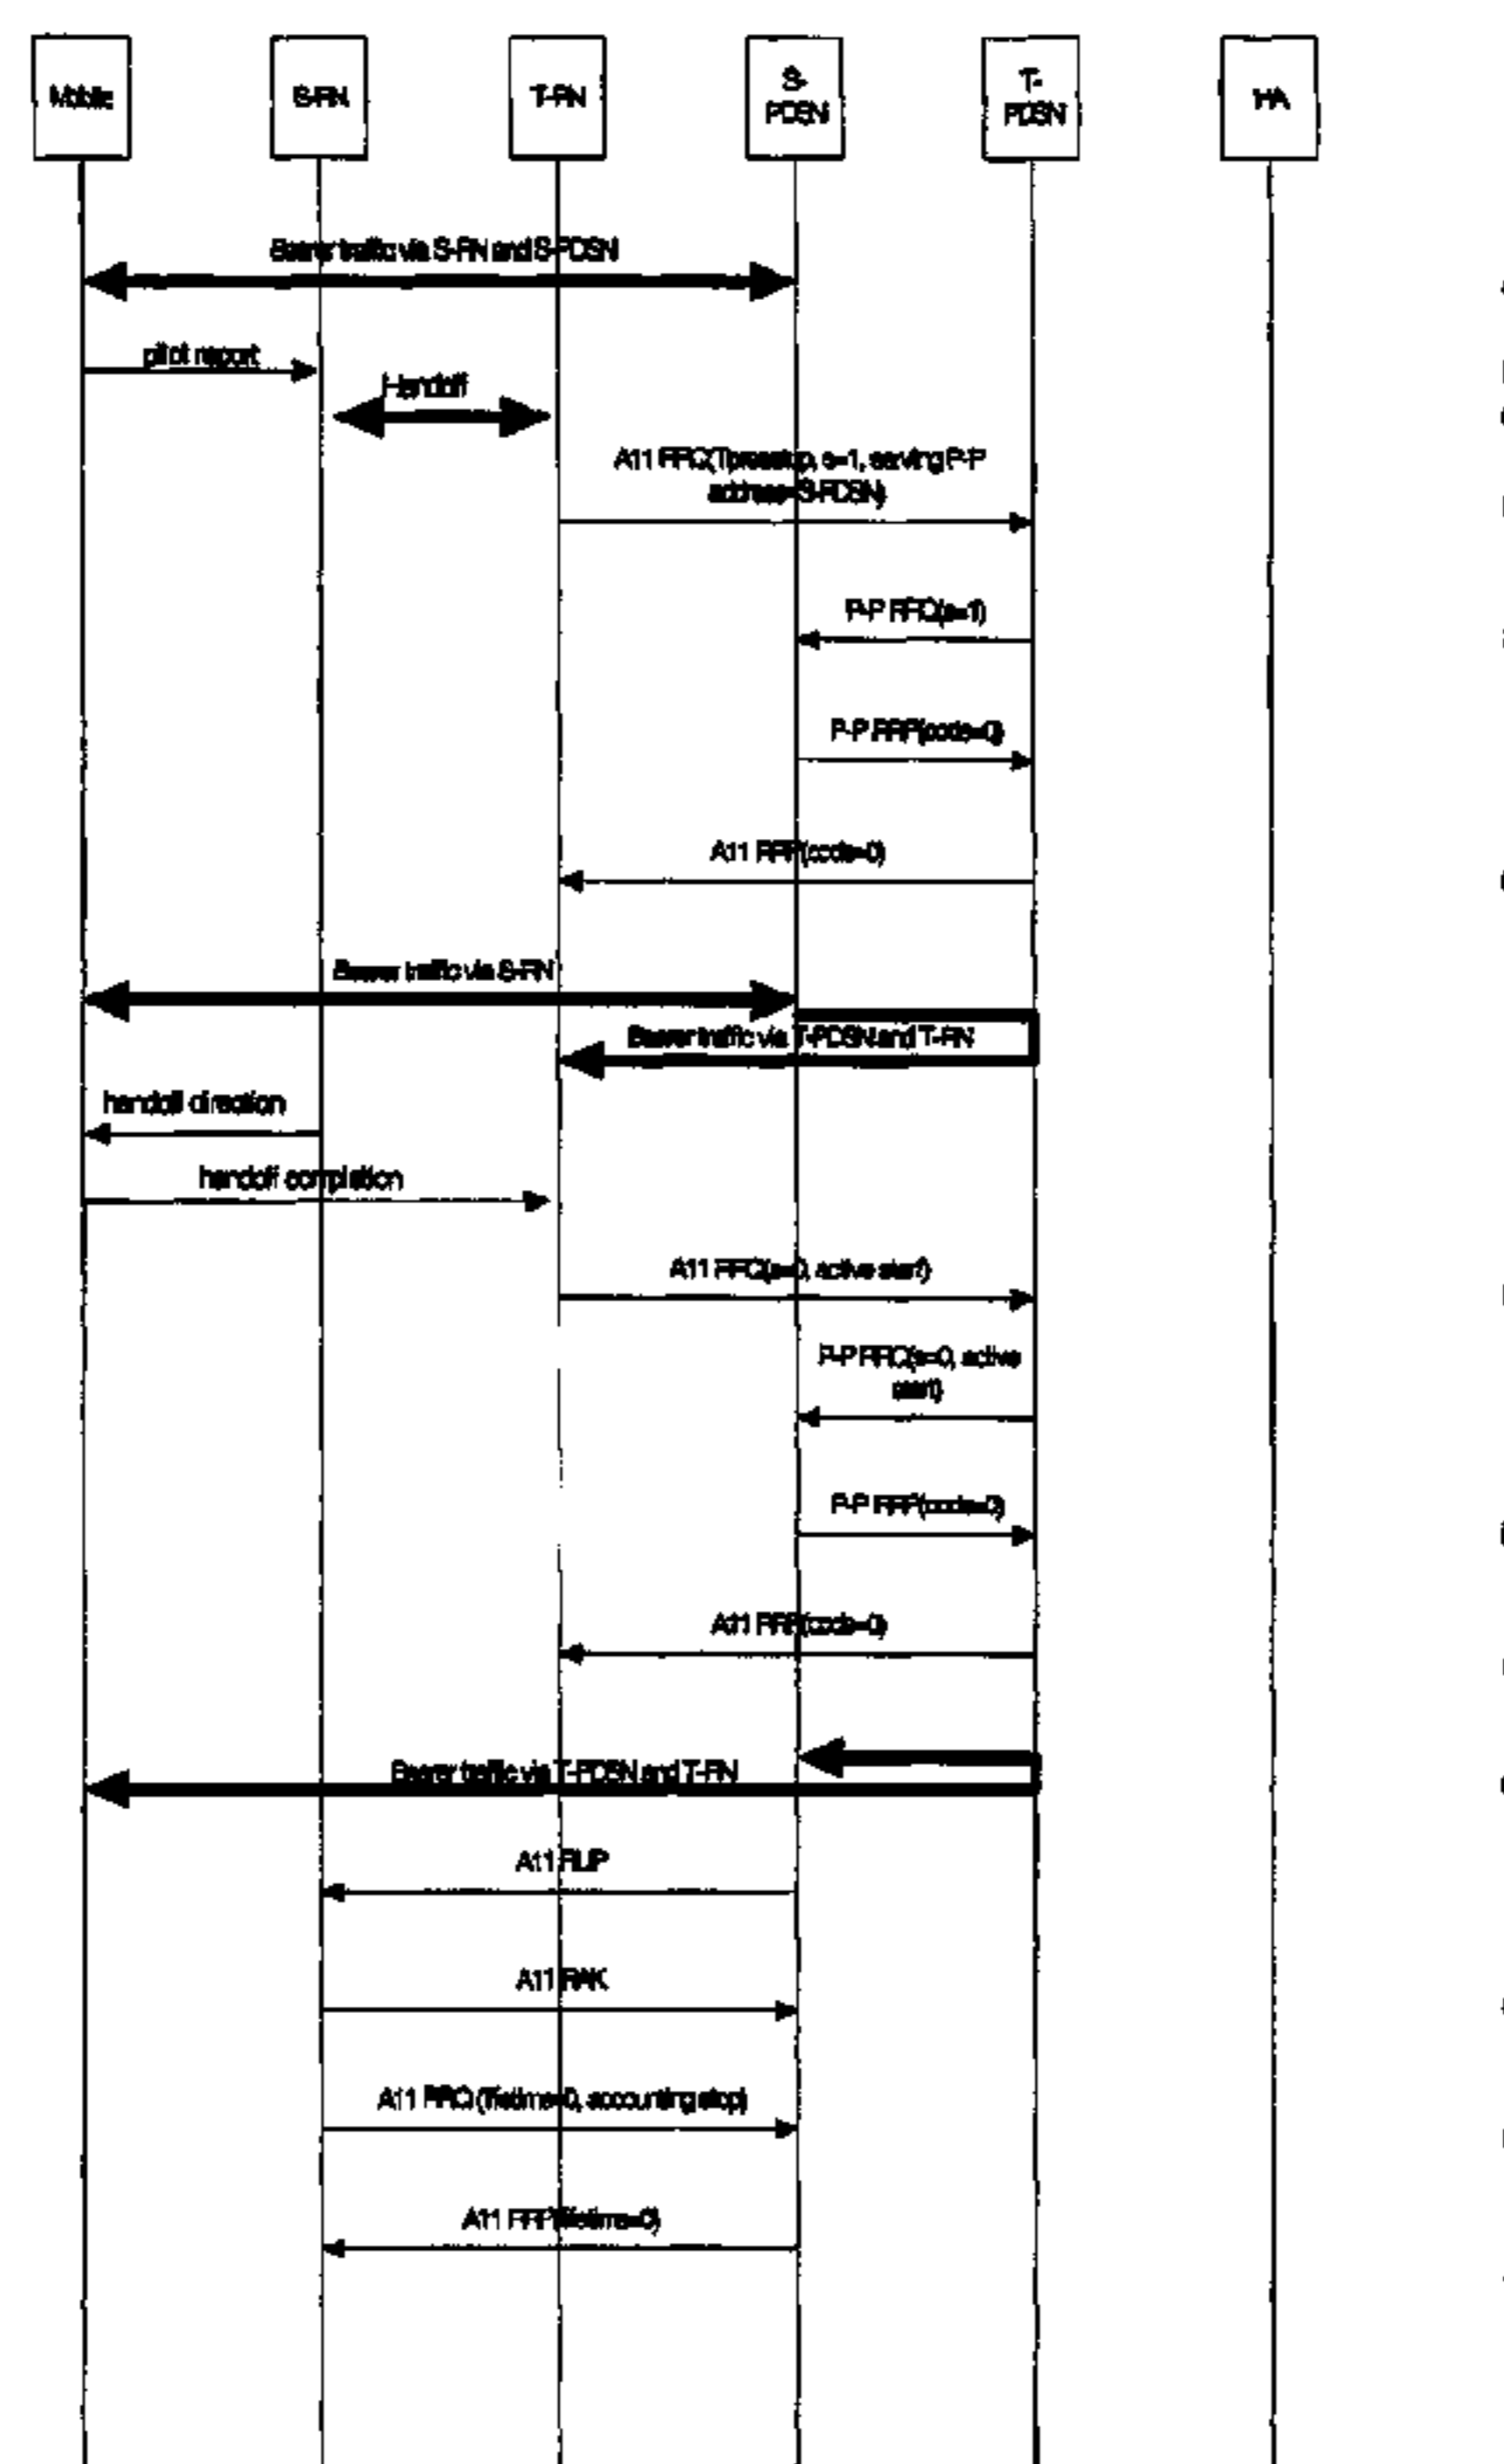 Mobile
S-RN
T-RN
S-
PDSN
T-
PDSN
HA
Bearer traffic via S-RN and S-PDSN
pilot report
Handoff
A11 RRQ(Tpresetup, s=1, serving P-P
address=S-PDSN)
P-P RRQ(s=1)
P-P RRP(code=0)
A11 RRP(code=0)
Bearer traffic via S-RN
Bearer traffic via T-PDSN and T-RN
handoff direction
handoff completion
A11 RRQ(s=0, active start)
P-P RRQ(s=0, active
start)
P-P RRP(code=0)
A11 RRP(code=0)
Bearer traffic via T-PDSN and T-RN
A11 RUP
A11 RAK
A11 RRQ (lifetime=0, accounting stop)
A11 RRP(lifetime=0)